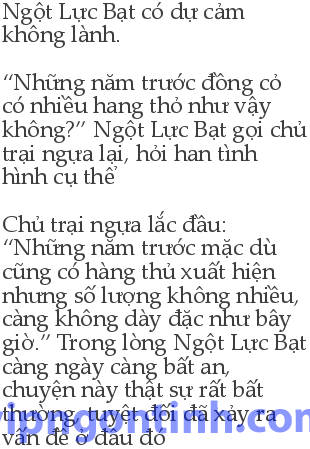 Ngột Lực Bạt có dự cảm
không lành.
“Những năm trước đồng cỏ
có nhiều hang thỏ như vậy
không?” Ngột Lực Bạt gọi chủ
trại ngựa lại, hỏi han tình
hình cụ thể
Chủ trại ngựa lắc đầu:
“Những năm trước mặc dù
cũng có hàng thủ xuất hiện
nhưng số lượng không nhiều,
càng không dày đặc như bây
giờ.” Trong lòng Ngột Lực Bạt
càng ngày càng bất an,
chuyện này thật sự rất bất
thường, tuyệt đối đã xảy ra
vấn đề ở đâu đó
vipngontinh.com